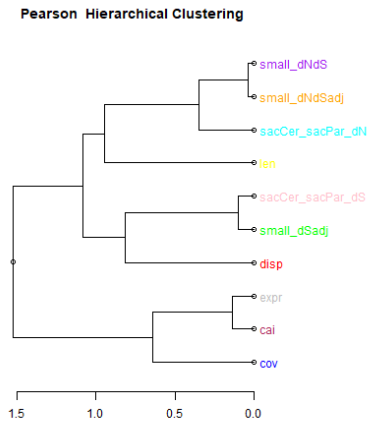 Pearson Hierarchical Clustering
small_dNdS
small_dNdSadj
sacCer_sacPar_dN
len
sacCer_sacPar_dS
small_dSadj
disp
expr
cai
cov
1.5 1.0 0.5 0.0